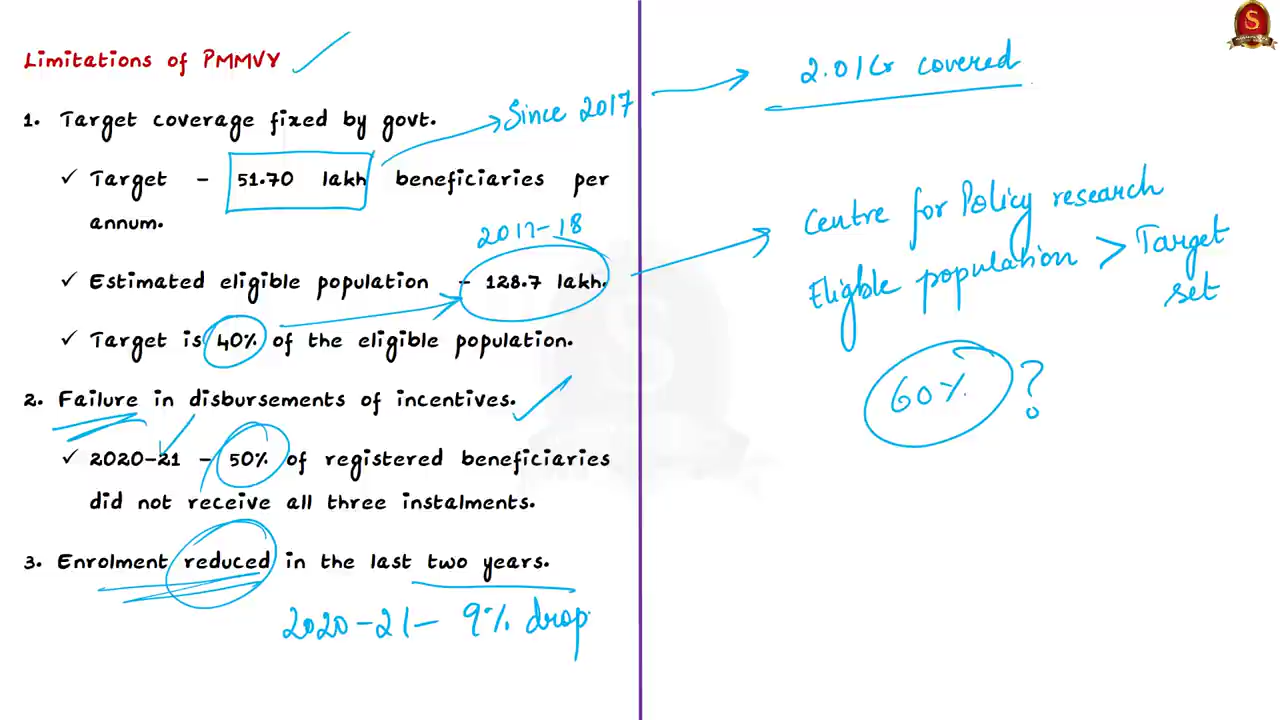 Limitations of PMMVY
1. Target coverage fixed by govt.
✓ Target - 51.70 lakh beneficiaries per
annum.
2017-18
✓ Estimated eligible population - 128.7 lakh.
✓ Target is 40% of the eligible population.
2. Failure in disbursements of incentives.
✓ 2020-21 - 50% of registered beneficiaries
did not receive all three instalments.
3. Enrolment reduced in the last two years.
2020-21- 9% drop
Since 2017
2.01Cr covered
Centre for Policy research
Eligible population > Target
set
60% ?
S